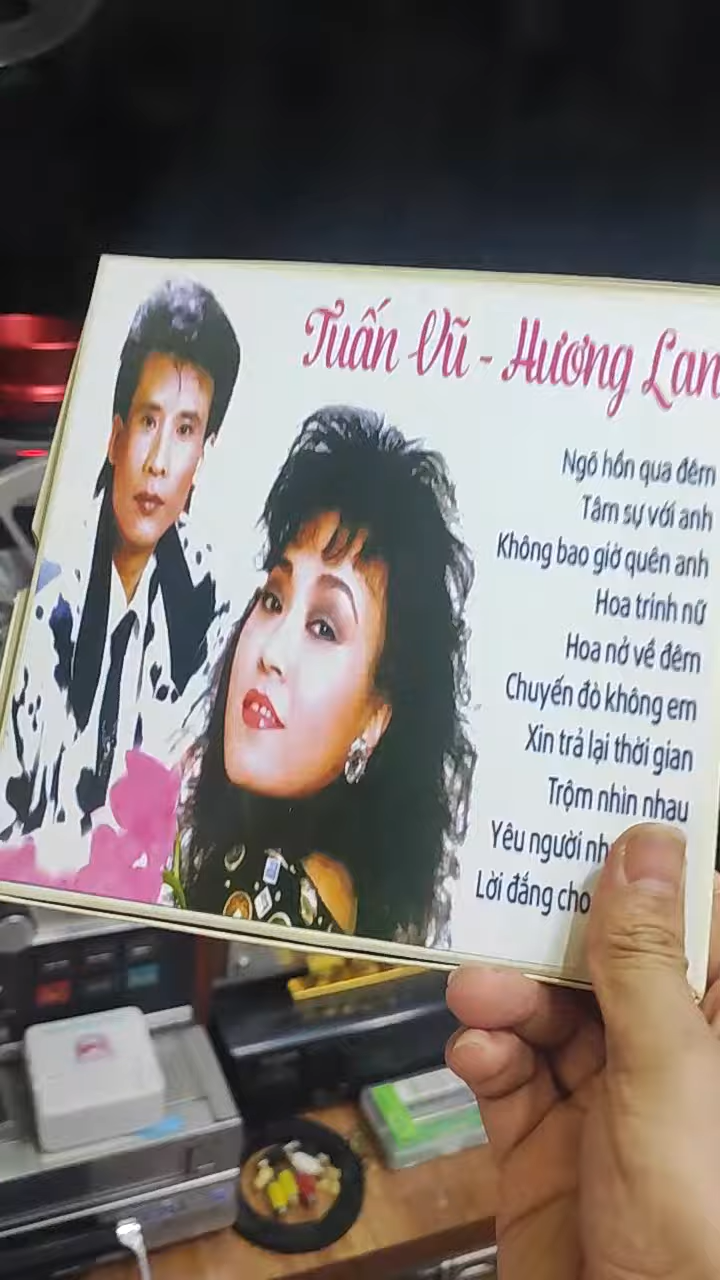 Tuấn Vũ - Hương Lan
Ngõ hồn qua đêm
Tâm sự với anh
Không bao giờ quên anh
Hoa trinh nữ
Hoa nở về đêm
Chuyến đò không em
Xin trả lại thời gian
Trộm nhìn nhau
Yêu người
Lời đắng cho